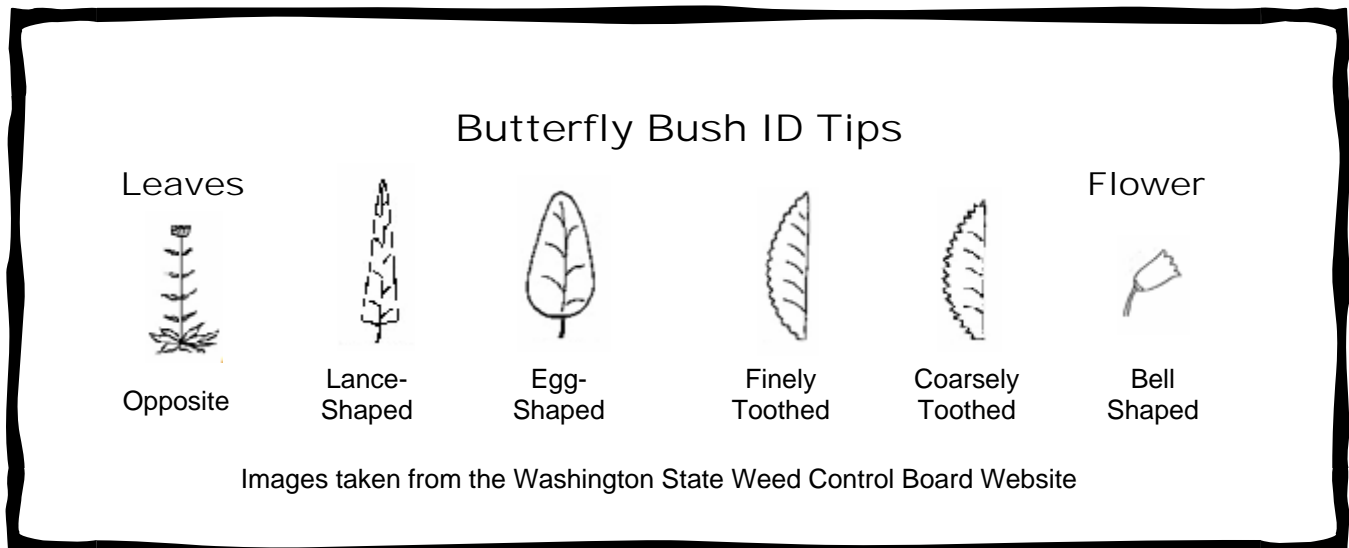 Butterfly Bush ID Tips
Leaves
Flower
Opposite
Lance-
Shaped
Egg-
Shaped
Finely
Toothed
Coarsely
Toothed
Bell
Shaped
Images taken from the Washington State Weed Control Board Website